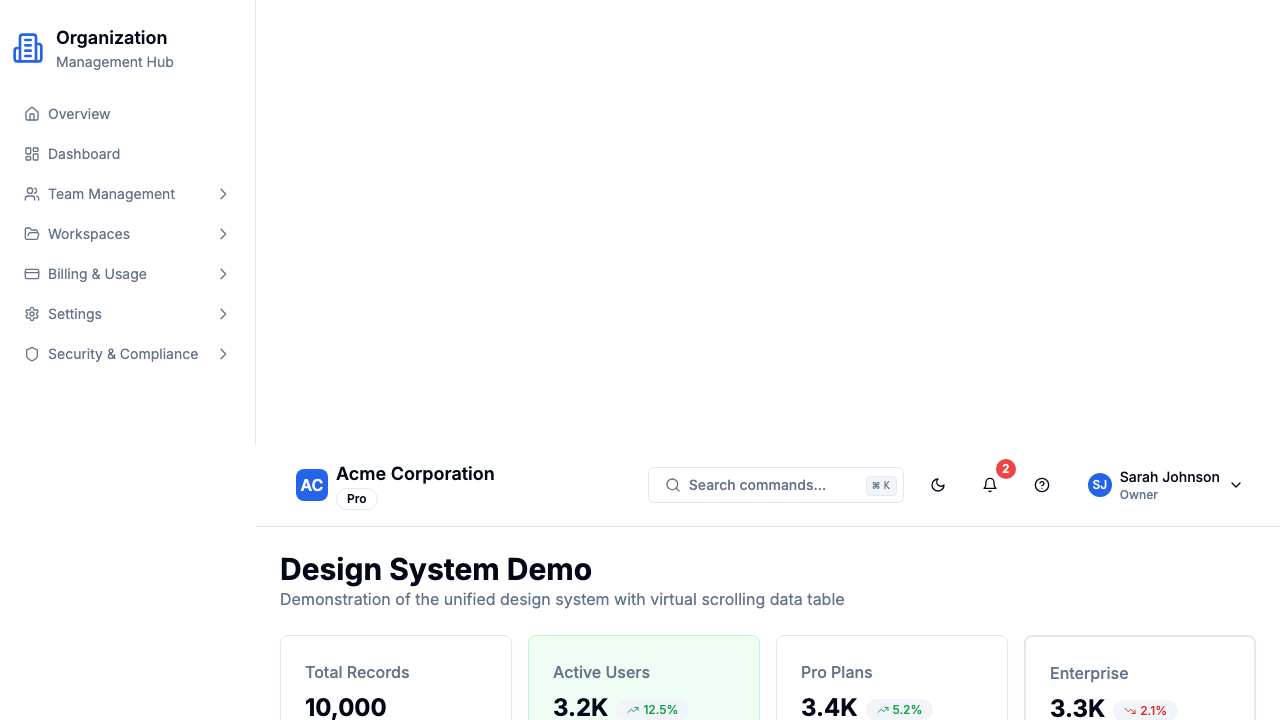 Organization
Management Hub
Overview
Dashboard
Team Management
Workspaces
Billing & Usage
Settings
Security & Compliance
AC
Acme Corporation
Pro
Search commands...
⌘ K
2
SJ
Sarah Johnson
Owner
Design System Demo
Demonstration of the unified design system with virtual scrolling data table
Total Records
10,000
Active Users
3.2K 12.5%
Pro Plans
3.4K 5.2%
Enterprise
3.3K 2.1%